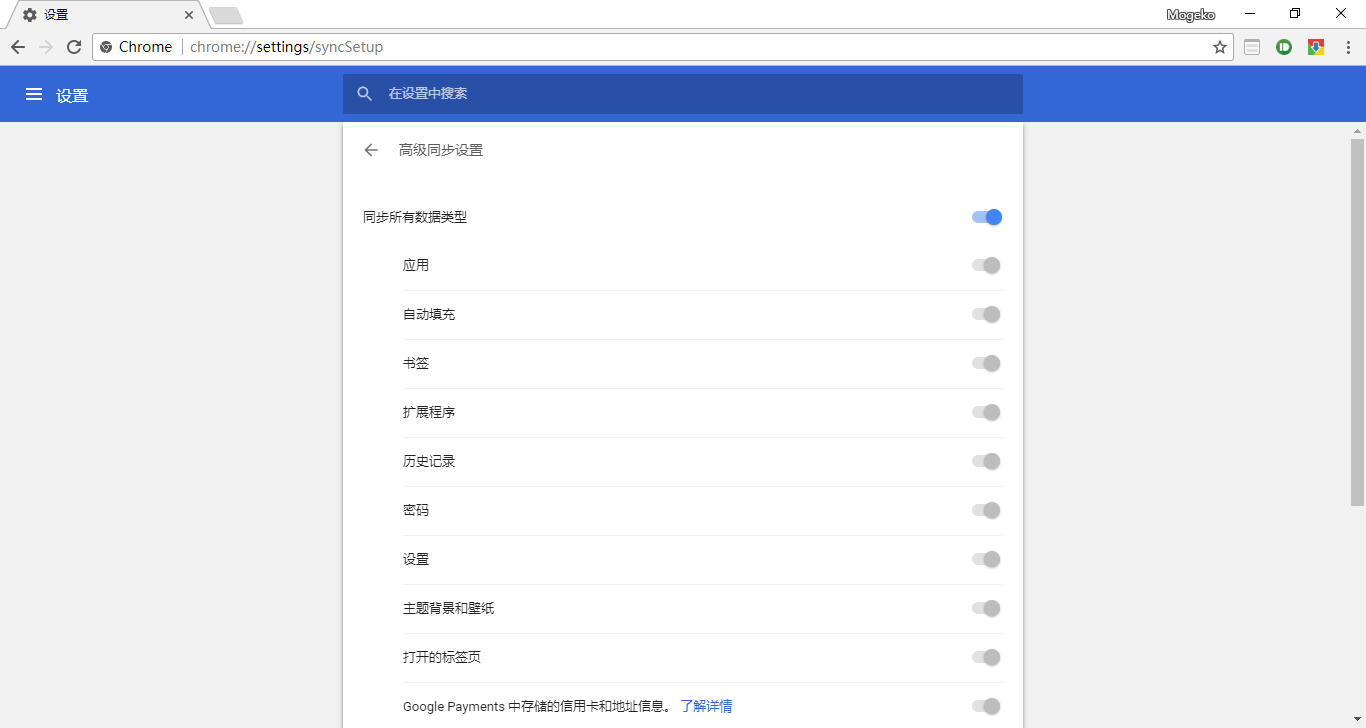 设置
Mogeko
Chrome chrome://settings/syncSetup
设置
在设置中搜索
高级同步设置
同步所有数据类型
应用
自动填充
书签
扩展程序
历史记录
密码
设置
主题背景和壁纸
打开的标签页
Google Payments 中存储的信用卡和地址信息。 了解详情